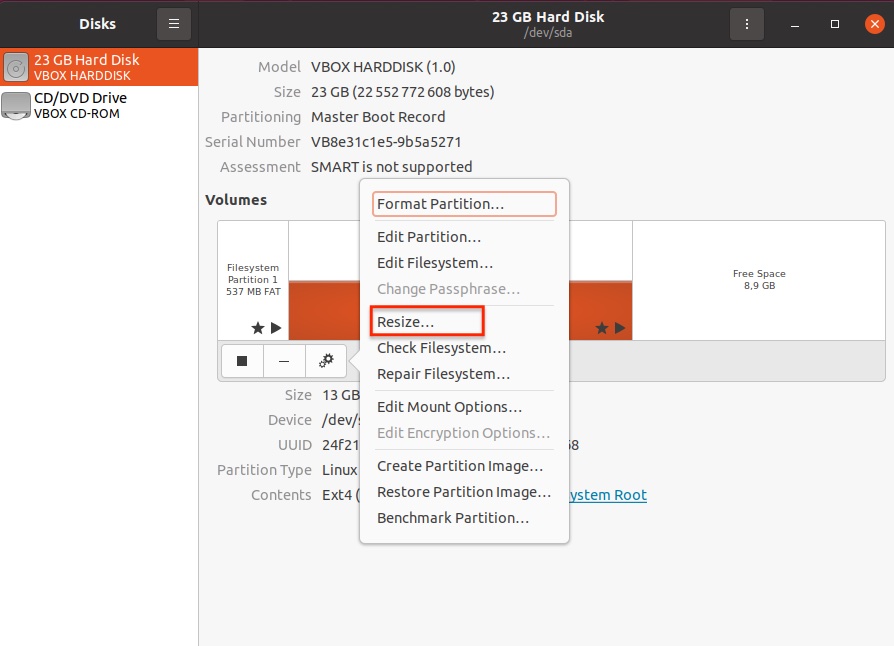 Disks
23 GB Hard Disk
/dev/sda
23 GB Hard Disk
VBOX HARDDISK
CD/DVD Drive
VBOX CD-ROM
Model VBOX HARDDISK (1.0)
Size 23 GB (22 552 772 608 bytes)
Partitioning Master Boot Record
Serial Number VB8e31c1e5-9b5a5271
Assessment SMART is not supported
Volumes
Filesystem
Partition 1
537 MB FAT
Free Space
8,9 GB
Format Partition…
Edit Partition…
Edit Filesystem…
Change Passphrase…
Resize…
Check Filesystem…
Repair Filesystem…
Edit Mount Options…
Edit Encryption Options…
Create Partition Image…
Restore Partition Image…
Benchmark Partition…
Size 13 GB
Device /dev/s
UUID 24f21 68
Partition Type Linux
Contents Ext4 ( ystem Root